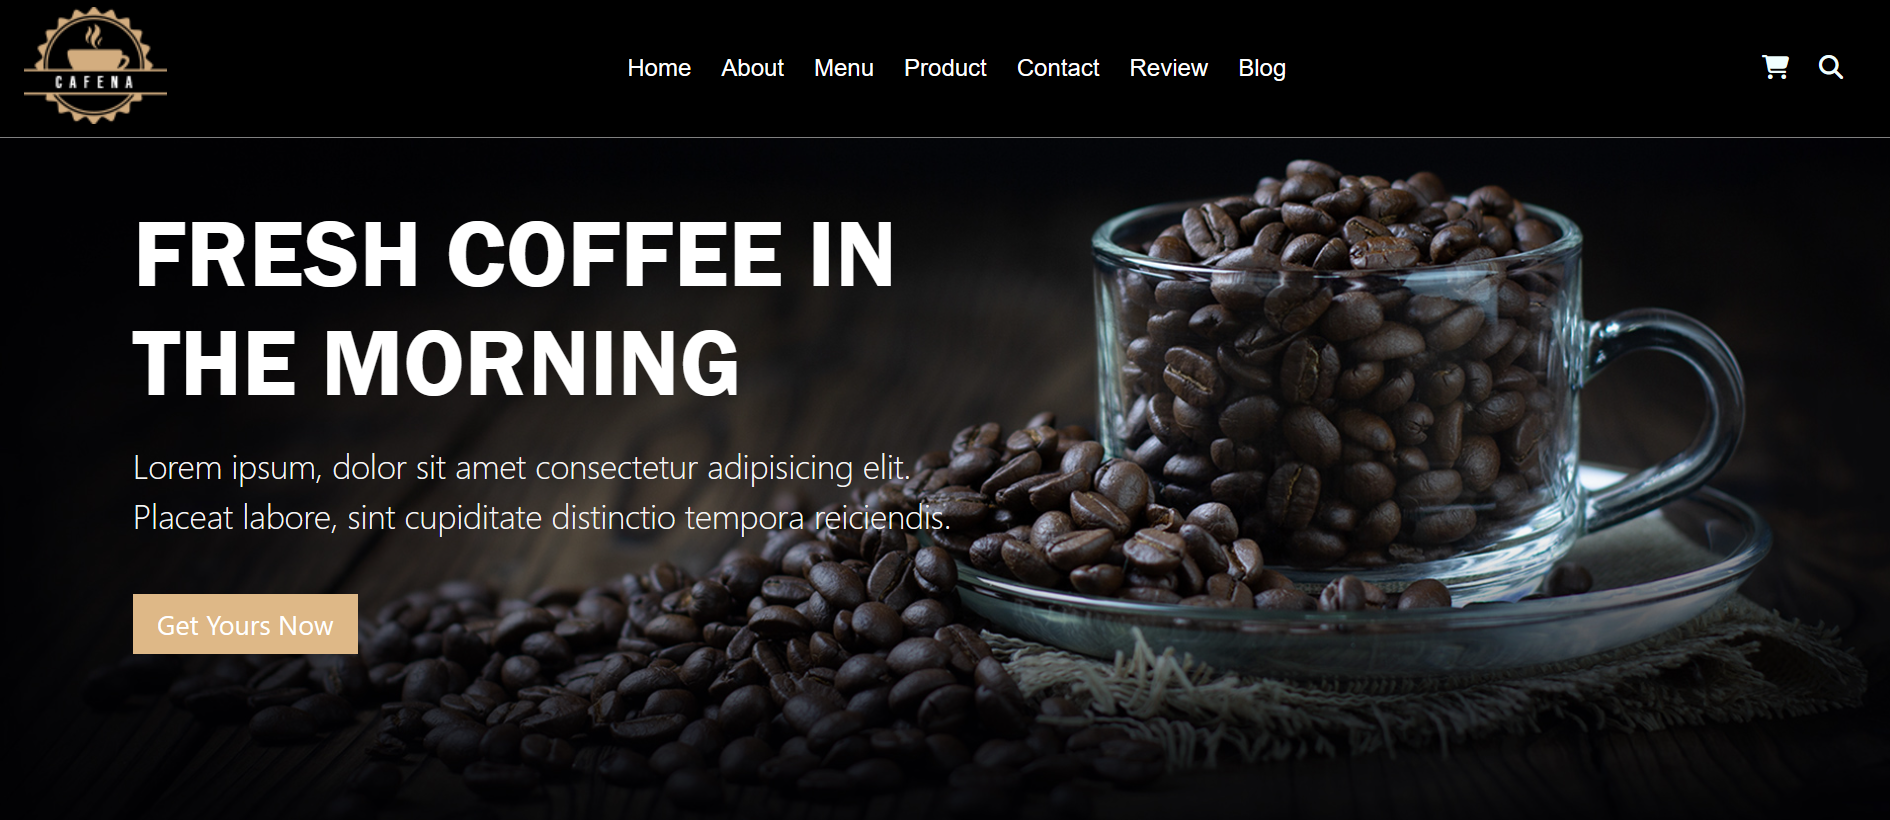 CAFENA
Home About Menu Product Contact Review Blog
FRESH COFFEE IN
THE MORNING
Lorem ipsum, dolor sit amet consectetur adipisicing elit.
Placeat labore, sint cupiditate distinctio tempora reiciendis.
Get Yours Now